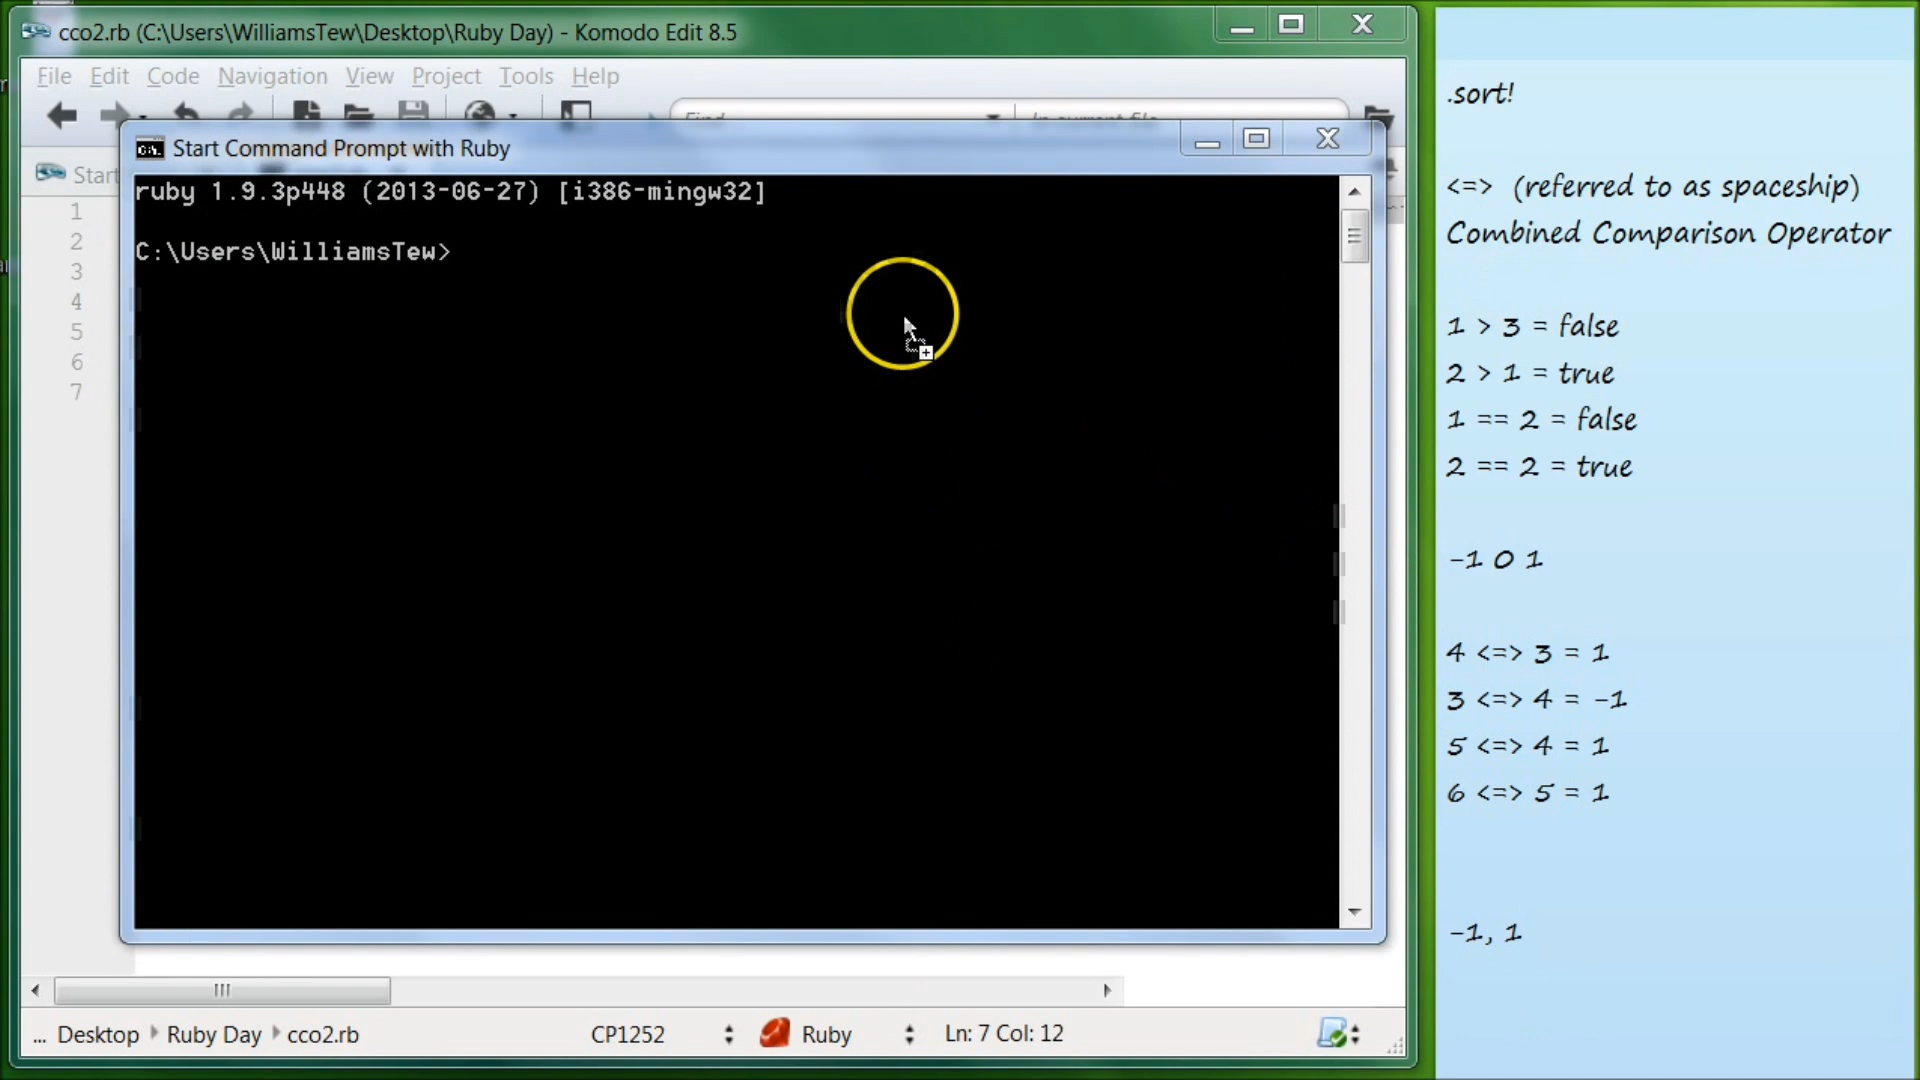 cco2.rb (C:\Users\WilliamsTew\Desktop\Ruby Day) - Komodo Edit 8.5
File Edit Code Navigation View Project Tools Help
Find
In current file
Start Command Prompt with Ruby
Start
ruby 1.9.3p448 (2013-06-27) [i386-mingw32]
C:\Users\WilliamsTew>
1
2
3
4
5
6
7
... Desktop Ruby Day cco2.rb CP1252 Ruby Ln: 7 Col: 12
.sort!
<=> (referred to as spaceship)
Combined Comparison Operator
1 > 3 = false
2 > 1 = true
1 == 2 = false
2 == 2 = true
-1 0 1
4 <=> 3 = 1
3 <=> 4 = -1
5 <=> 4 = 1
6 <=> 5 = 1
-1, 1